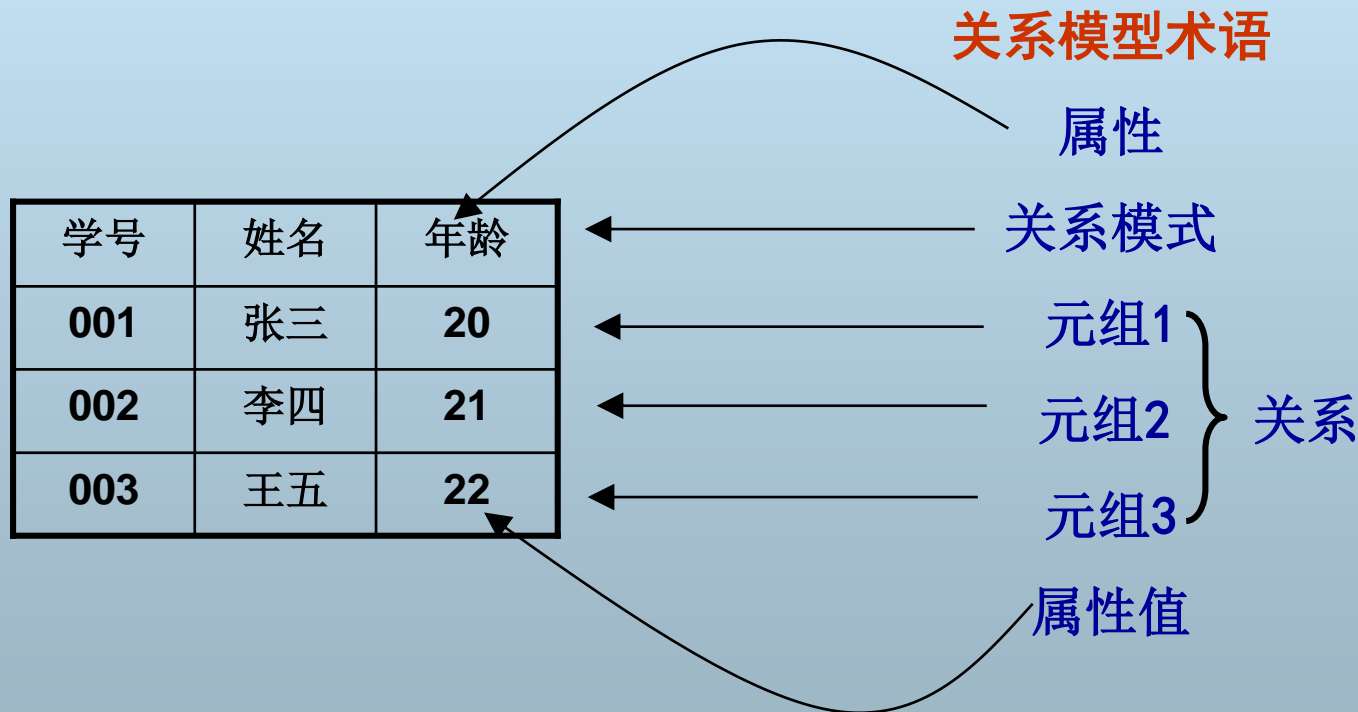 关系模型术语
属性
学号 姓名 年龄 关系模式
001 张三 20 元组1
002 李四 21 元组2 关系
003 王五 22 元组3
属性值